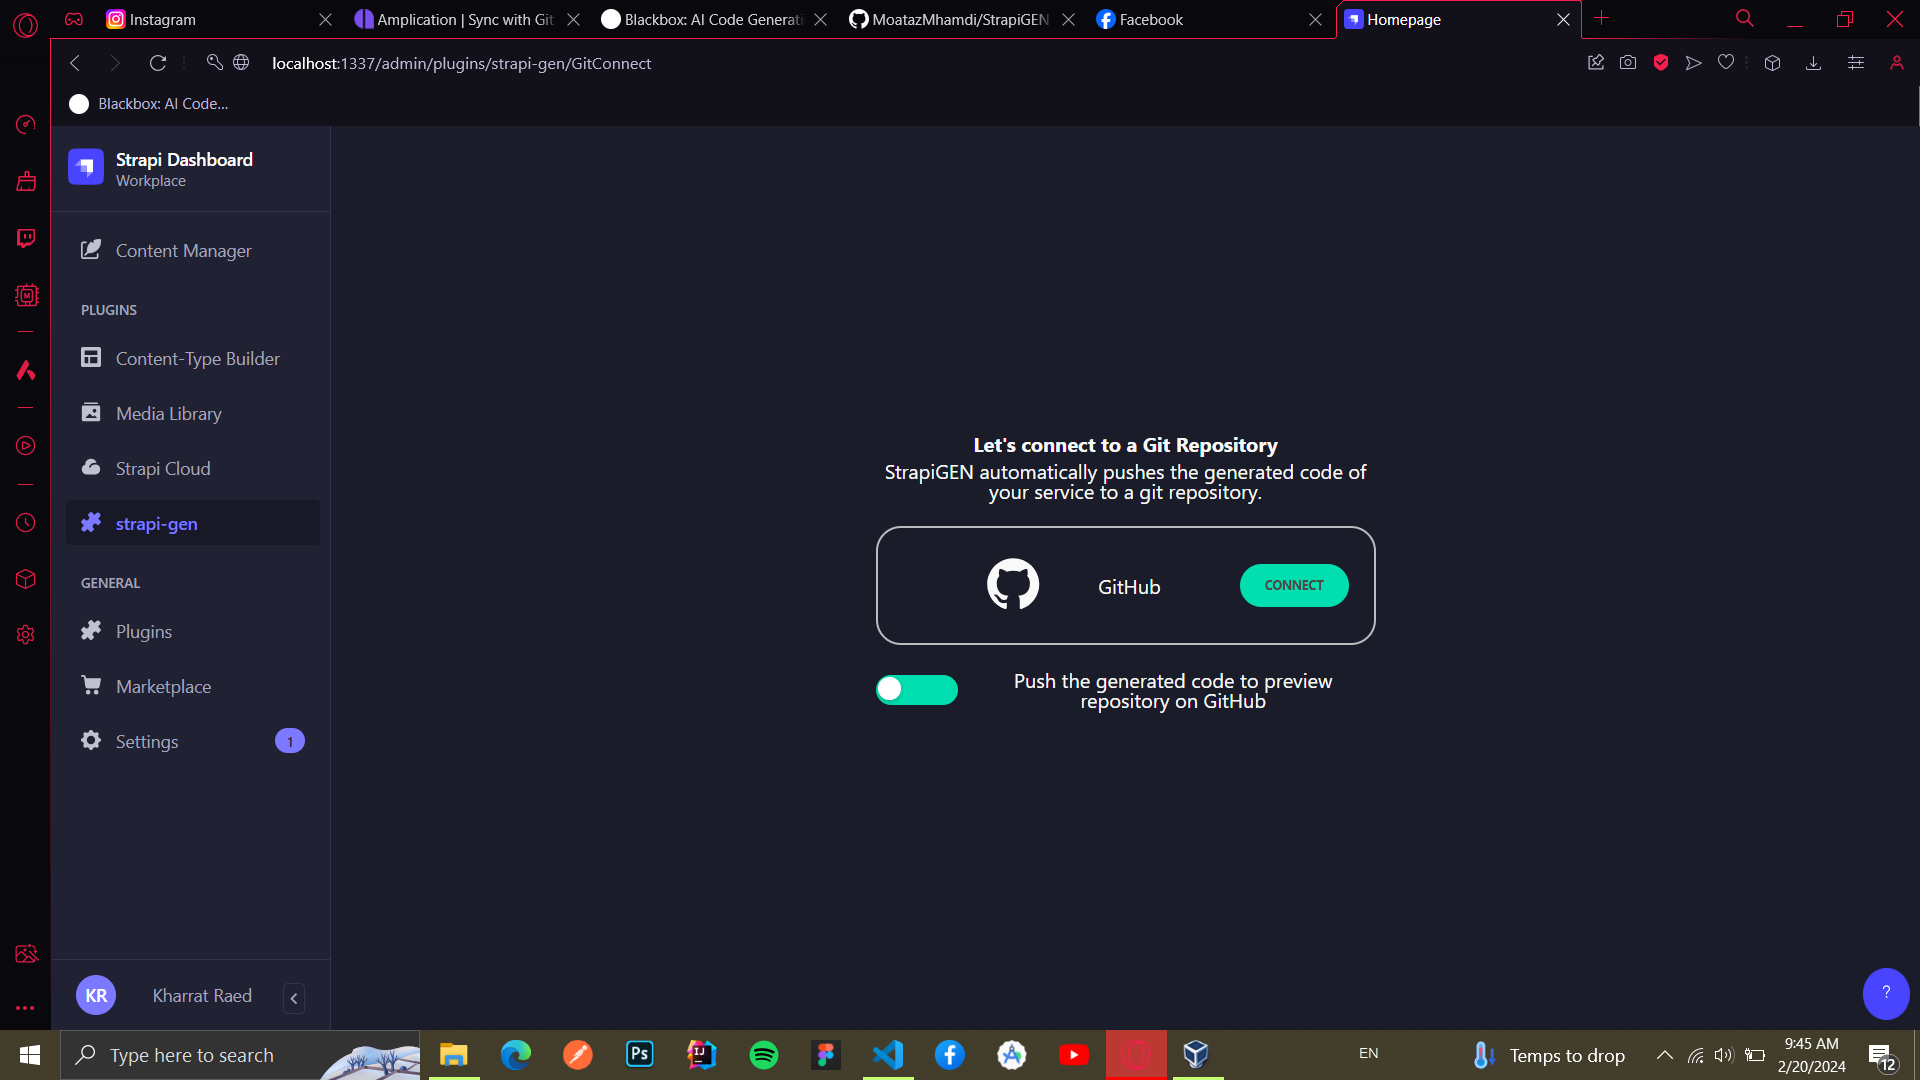 Instagram
Amplication | Sync with Git
Blackbox: AI Code Generati
MoatazMhamdi/StrapiGEN
Facebook
Homepage
localhost:1337/admin/plugins/strapi-gen/GitConnect
Blackbox: AI Code...
Strapi Dashboard
Workplace
Content Manager
PLUGINS
Content-Type Builder
Media Library
Strapi Cloud
strapi-gen
GENERAL
Plugins
Marketplace
Settings
1
KR
Kharrat Raed
Let's connect to a Git Repository
StrapiGEN automatically pushes the generated code of
your service to a git repository.
GitHub
CONNECT
Push the generated code to preview
repository on GitHub
?
Type here to search
Ps
IJ
EN
Temps to drop
9:45 AM
2/20/2024
12